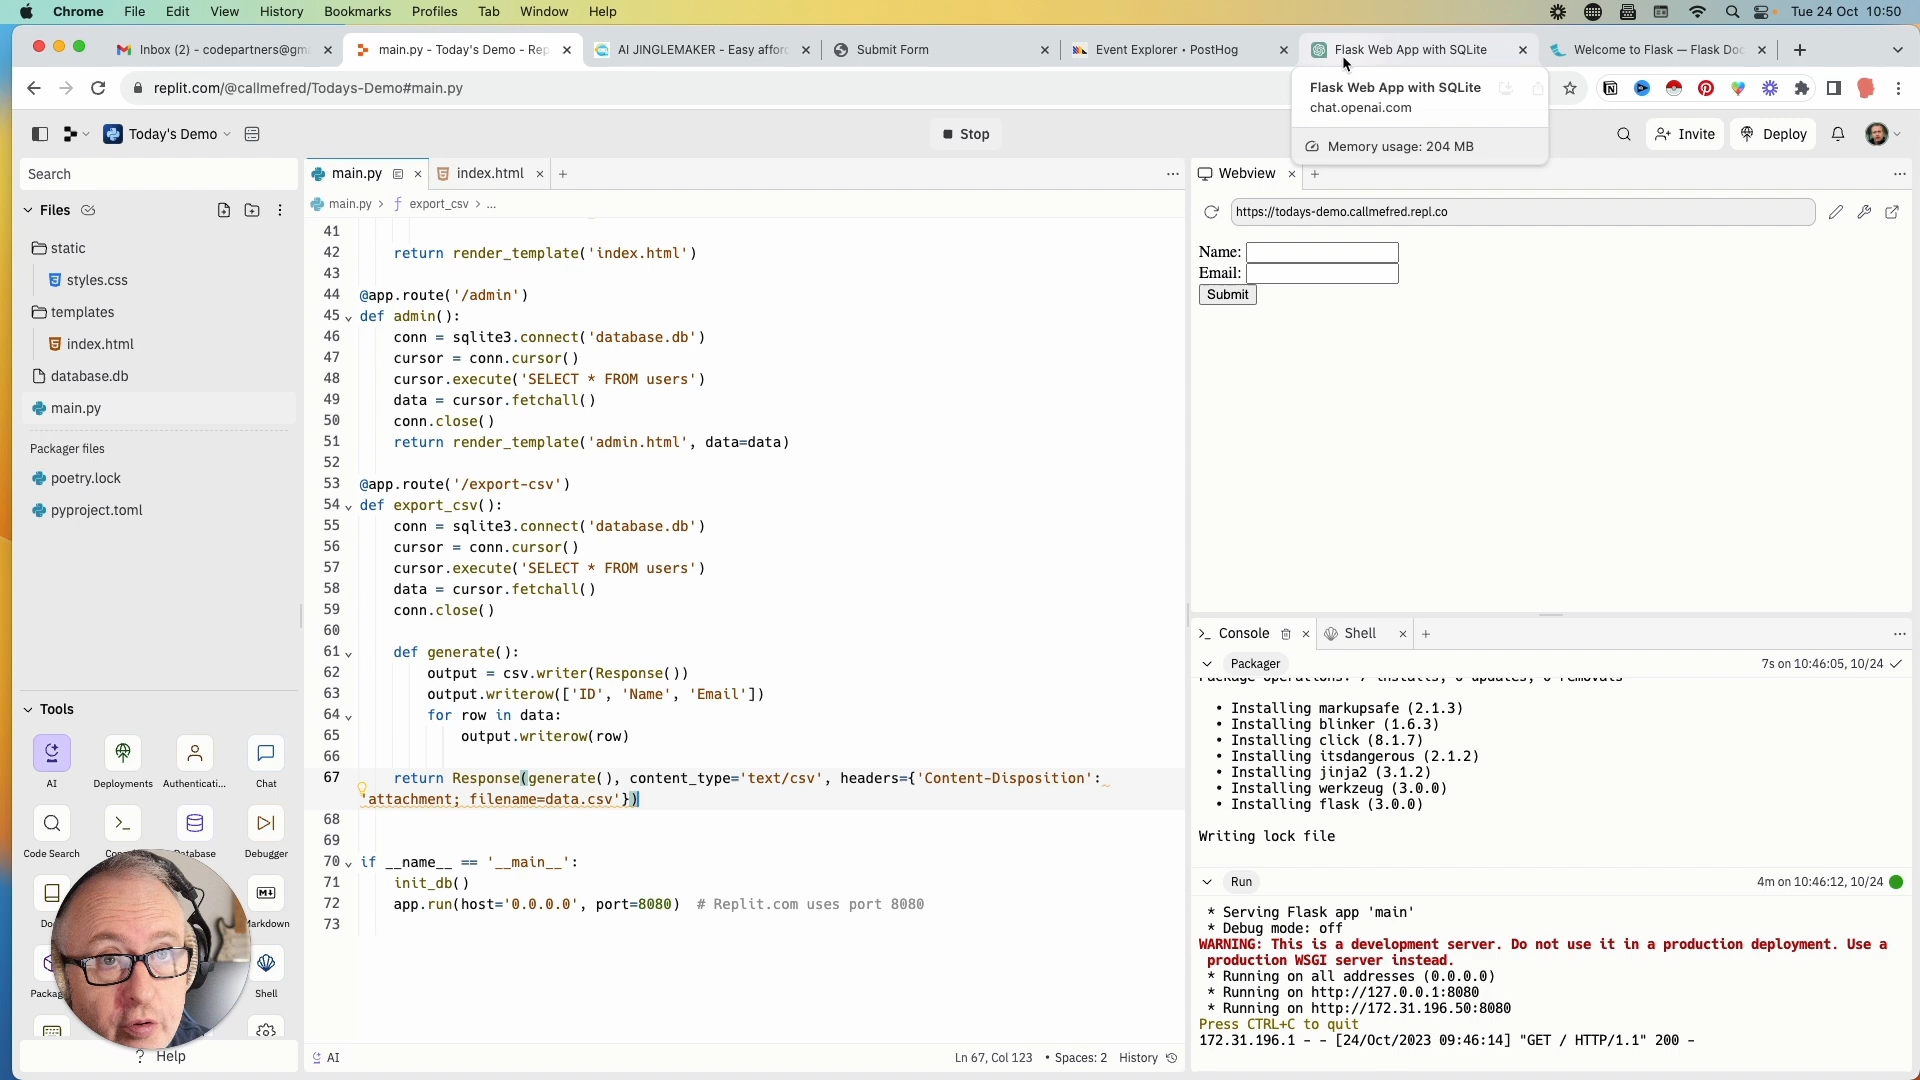 Chrome File Edit View History Bookmarks Profiles Tab Window Help
Tue 24 Oct 10:50
Inbox (2) - codepartners@gm
main.py - Today's Demo - Rep
AI JINGLEMAKER - Easy affor
Submit Form
Event Explorer • PostHog
Flask Web App with SQLite
Welcome to Flask — Flask Doc
replit.com/@callmefred/Todays-Demo#main.py
Flask Web App with SQLite
chat.openai.com
Memory usage: 204 MB
Today's Demo
Stop
Invite
Deploy
Search
Files
static
styles.css
templates
index.html
database.db
main.py
Packager files
poetry.lock
pyproject.toml
Tools
AI
Deployments
Authenticati...
Chat
Code Search
Database
Debugger
Markdown
Shell
? Help
main.py
index.html
main.py > export_csv > ...
41
42 return render_template('index.html')
43
44 @app.route('/admin')
45 def admin():
46 conn = sqlite3.connect('database.db')
47 cursor = conn.cursor()
48 cursor.execute('SELECT * FROM users')
49 data = cursor.fetchall()
50 conn.close()
51 return render_template('admin.html', data=data)
52
53 @app.route('/export-csv')
54 def export_csv():
55 conn = sqlite3.connect('database.db')
56 cursor = conn.cursor()
57 cursor.execute('SELECT * FROM users')
58 data = cursor.fetchall()
59 conn.close()
60
61 def generate():
62 output = csv.writer(Response())
63 output.writerow(['ID', 'Name', 'Email'])
64 for row in data:
65 output.writerow(row)
66
67 return Response(generate(), content_type='text/csv', headers={'Content-Disposition':
'attachment; filename=data.csv'})
68
69
70 if __name__ == '__main__':
71 init_db()
72 app.run(host='0.0.0.0', port=8080) # Replit.com uses port 8080
73
AI
Ln 67, Col 123 • Spaces: 2 History
Webview
https://todays-demo.callmefred.repl.co
Name:
Email:
Submit
Console
Shell
Packager
7s on 10:46:05, 10/24
Package operations: 7 installs, 0 updates, 0 removals
• Installing markupsafe (2.1.3)
• Installing blinker (1.6.3)
• Installing click (8.1.7)
• Installing itsdangerous (2.1.2)
• Installing jinja2 (3.1.2)
• Installing werkzeug (3.0.0)
• Installing flask (3.0.0)
Writing lock file
Run
4m on 10:46:12, 10/24
* Serving Flask app 'main'
* Debug mode: off
WARNING: This is a development server. Do not use it in a production deployment. Use a
production WSGI server instead.
* Running on all addresses (0.0.0.0)
* Running on http://127.0.0.1:8080
* Running on http://172.31.196.50:8080
Press CTRL+C to quit
172.31.196.1 - - [24/Oct/2023 09:46:14] "GET / HTTP/1.1" 200 -